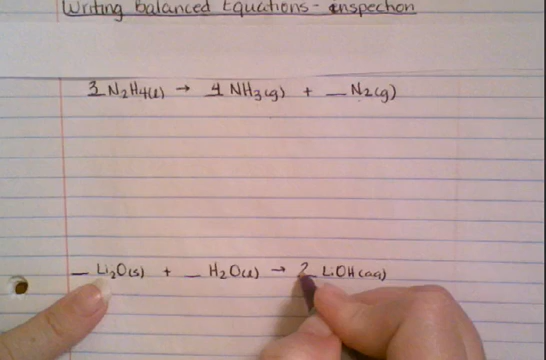 Writing Balanced Equations - inspection
3 N₂H₄(l) → 4 NH₃(g) + __ N₂(g)
__ Li₂O(s) + __ H₂O(l) → 2 LiOH(aq)